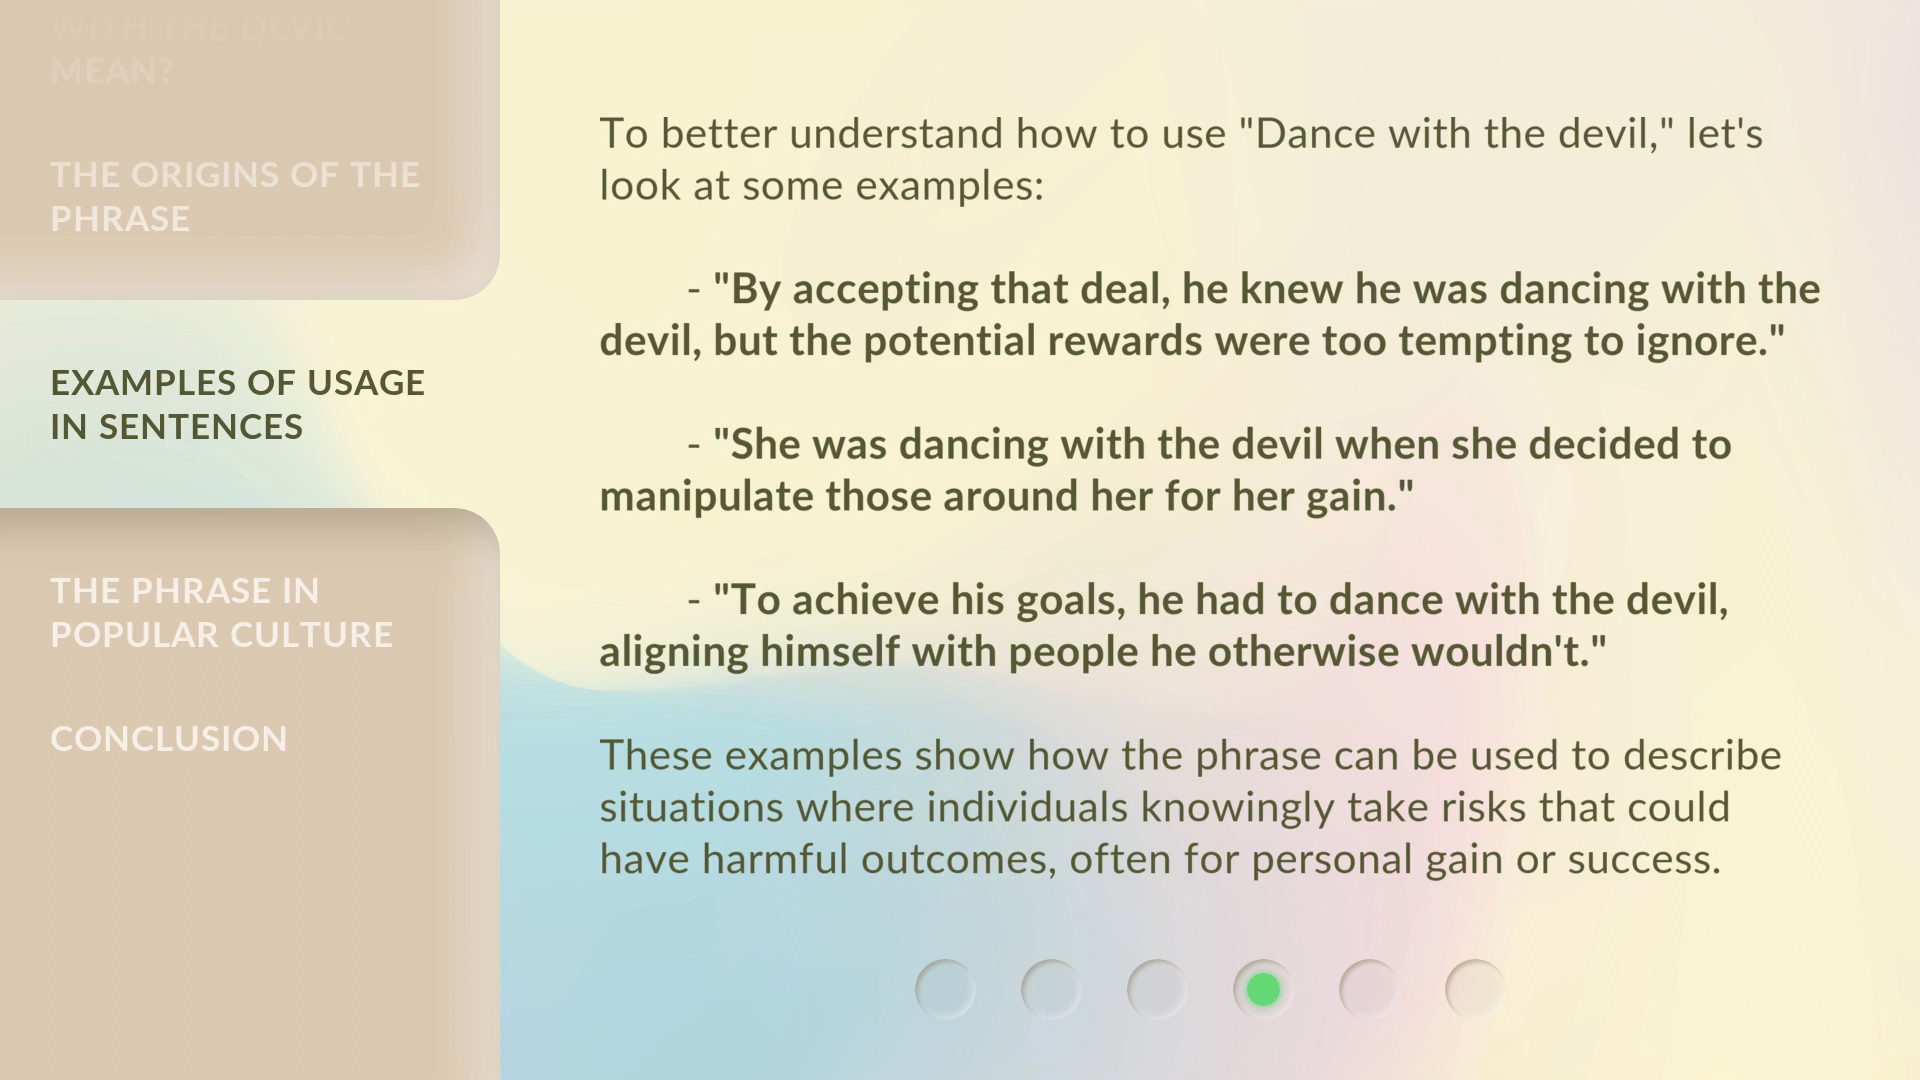 WITH THE DEVIL"
MEAN?
THE ORIGINS OF THE
PHRASE
EXAMPLES OF USAGE
IN SENTENCES
THE PHRASE IN
POPULAR CULTURE
CONCLUSION
To better understand how to use "Dance with the devil," let's
look at some examples:
- "By accepting that deal, he knew he was dancing with the
devil, but the potential rewards were too tempting to ignore."
- "She was dancing with the devil when she decided to
manipulate those around her for her gain."
- "To achieve his goals, he had to dance with the devil,
aligning himself with people he otherwise wouldn't."
These examples show how the phrase can be used to describe
situations where individuals knowingly take risks that could
have harmful outcomes, often for personal gain or success.